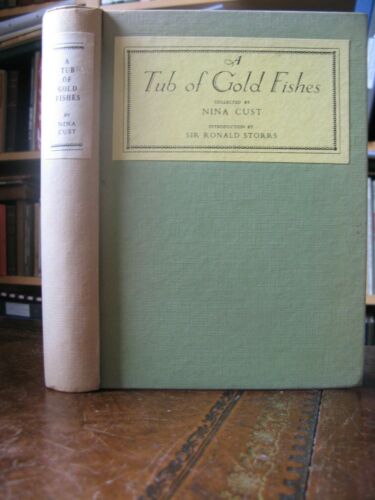 A
TUB
OF
GOLD
FISHES
BY
NINA
CUST
A
Tub of Gold Fishes
COLLECTED BY
NINA CUST
INTRODUCTION BY
SIR RONALD STORRS